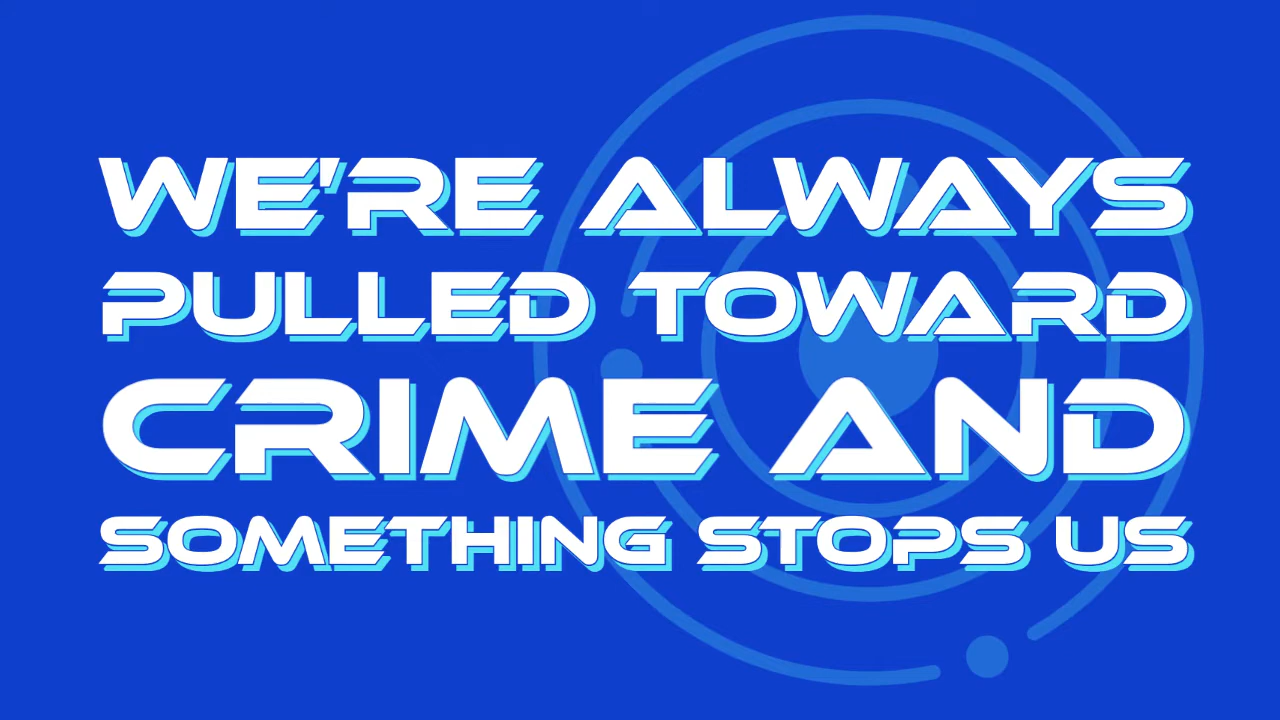 WE'RE ALWAYS
PULLED TOWARD
CRIME AND
SOMETHING STOPS US